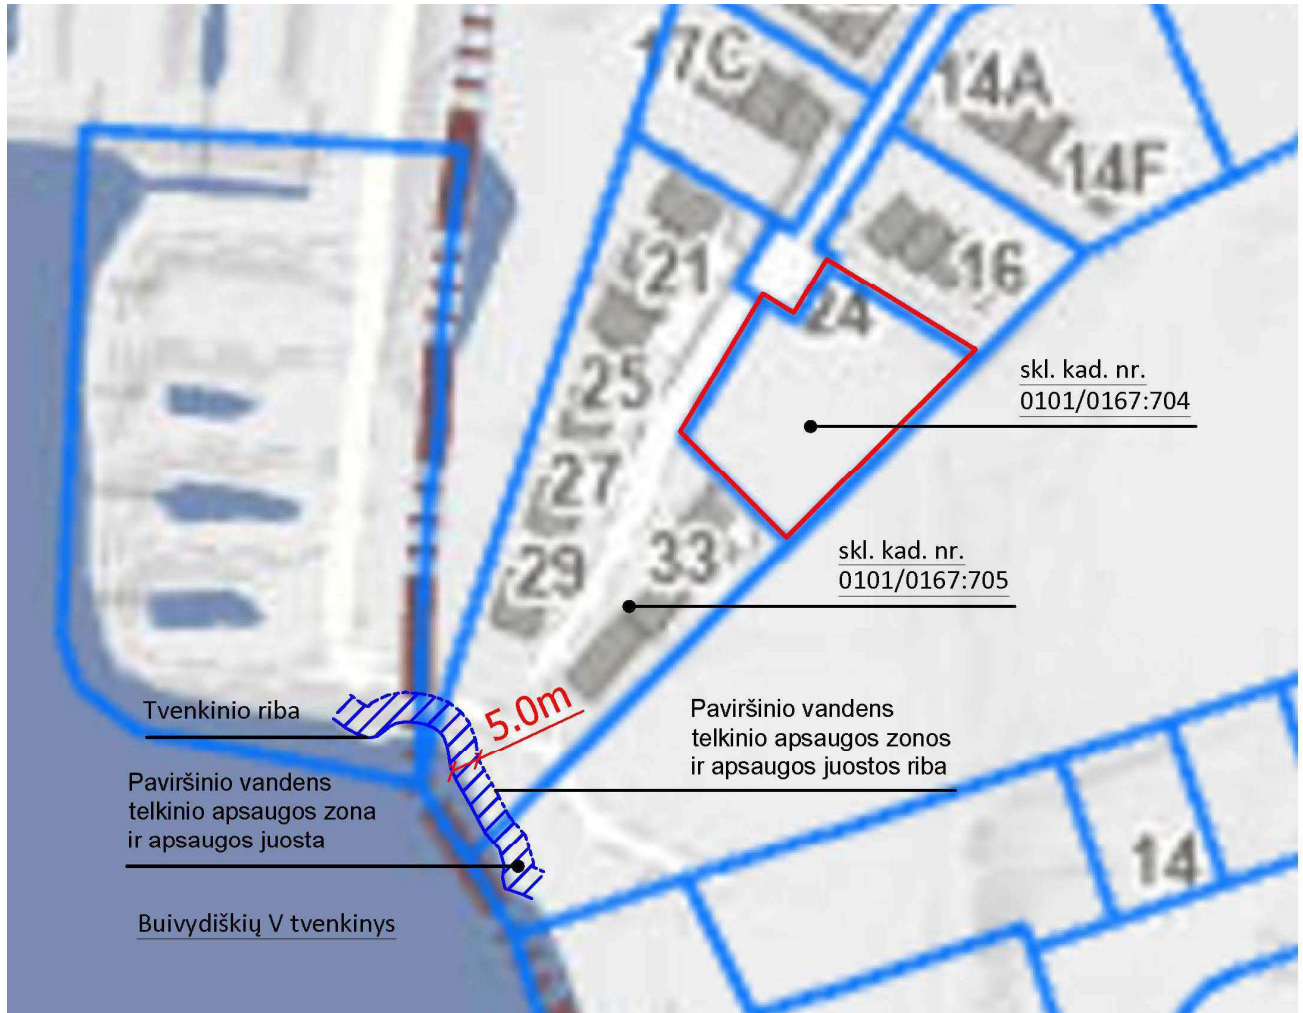 17C
14A
14F
16
21
24
25
27
29
33
14
skl. kad. nr.
0101/0167:704
skl. kad. nr.
0101/0167:705
5.0m
Tvenkinio riba
Paviršinio vandens
telkinio apsaugos zonos
ir apsaugos juostos riba
Paviršinio vandens
telkinio apsaugos zona
ir apsaugos juosta
Buivydiškių V tvenkinys